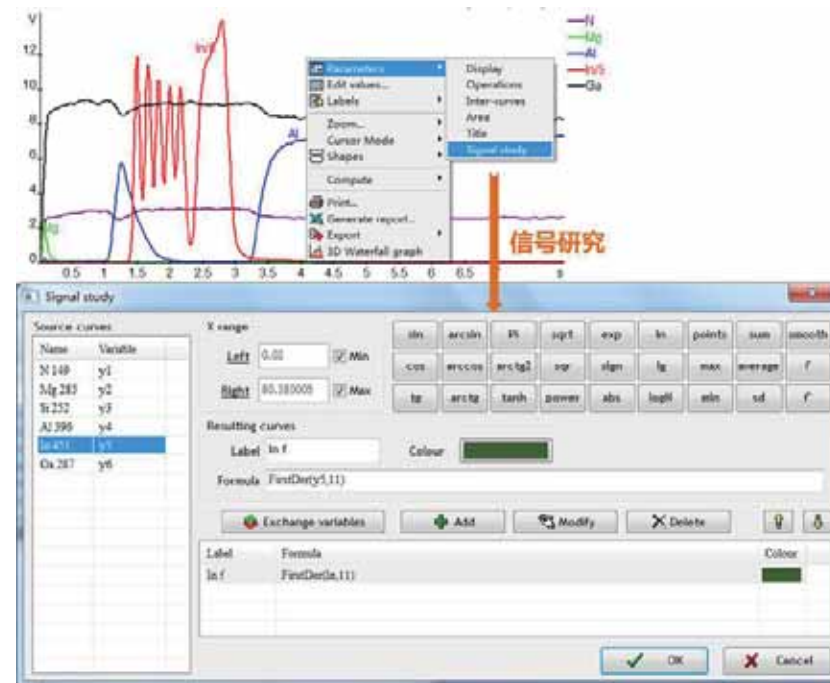 V
N
Mg
Al
In/5
Ga
12
10
8
6
4
2
0
In/5
Al
Mg
0.5 1 1.5 2 2.5 3 3.5 4 4.5 5 5.5 6 6.5 8
Parameters
Edit values...
Labels
Zoom...
Cursor Mode
Shapes
Compute
Print...
Generate report...
Export
3D Waterfall graph
Display
Operations
Inter-curves
Area
Title
Signal study
信号研究
Signal study
Source curves
Name Variable
N 149 y1
Mg 285 y2
Si 252 y3
Al 396 y4
In 451 y5
Ga 287 y6
X range
Left 0.02 Min
Right 80.380005 Max
sin arcsin Pi sqrt exp ln points sum smooth
cos arccos arctg2 sqr sign lg max average f'
tg arctg tanh power abs logN min sd f"
Resulting curves
Label In f Colour
Formula FirstDer(y5,11)
Exchange variables Add Modify Delete
Label Formula Colour
In f FirstDer(In,11)
OK Cancel